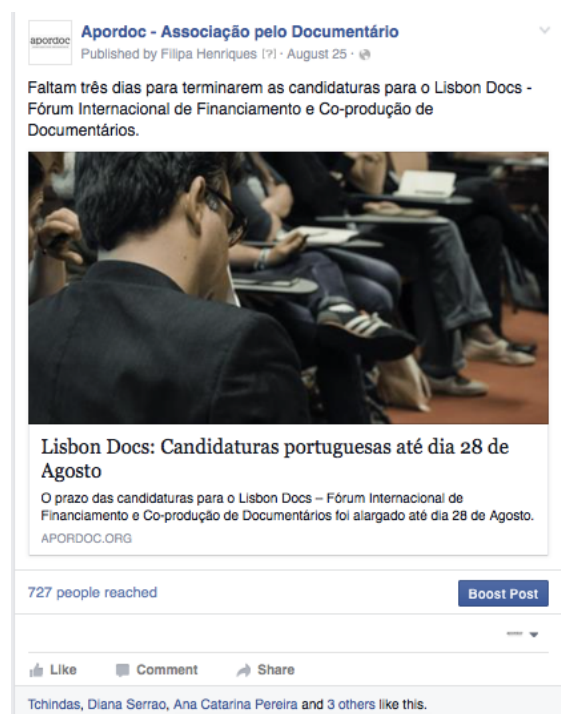 apordoc
Apordoc - Associação pelo Documentário
Published by Filipa Henriques [?] · August 25 ·
Faltam três dias para terminarem as candidaturas para o Lisbon Docs -
Fórum Internacional de Financiamento e Co-produção de
Documentários.
Lisbon Docs: Candidaturas portuguesas até dia 28 de
Agosto
O prazo das candidaturas para o Lisbon Docs – Fórum Internacional de
Financiamento e Co-produção de Documentários foi alargado até dia 28 de Agosto.
APORDOC.ORG
727 people reached
Boost Post
Like Comment Share
Tchindas, Diana Serrao, Ana Catarina Pereira and 3 others like this.